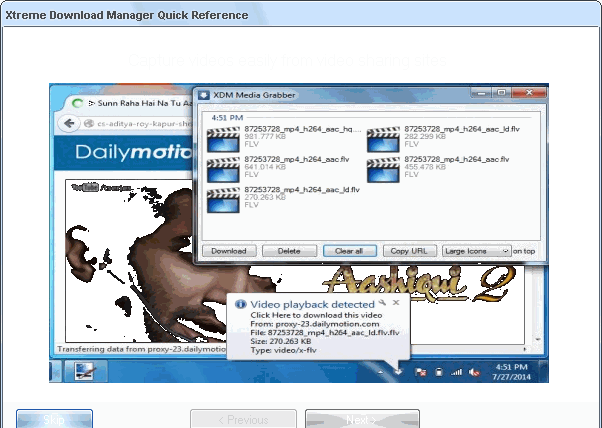 Xtreme Download Manager Quick Reference
Sunn Raha Hai Na Tu Aa
XDM Media Grabber
4:51 PM
cs-aditya-roy-kapur-sho
87253728_mp4_h264_aac_hq....
981.777 KB
FLV
87253728_mp4_h264_aac_ld.flv
282.299 KB
FLV
Dailymotion
87253728_mp4_h264_aac.flv
641.014 KB
FLV
87253728_mp4_h264_aac.flv
455.478 KB
FLV
87253728_mp4_h264_aac_ld.flv
270.263 KB
FLV
Download
Delete
Clear all
Copy URL
Large Icons
on top
Aashiqui 2
Video playback detected
Click Here to download this video
From: proxy-23.dailymotion.com
File: 87253728_mp4_h264_aac_ld.flv.flv
Size: 270.263 KB
Type: video/x-flv
Transferring data from proxy-23.dailymotio
4:51 PM
7/27/2014
Skip
< Previous
Next >